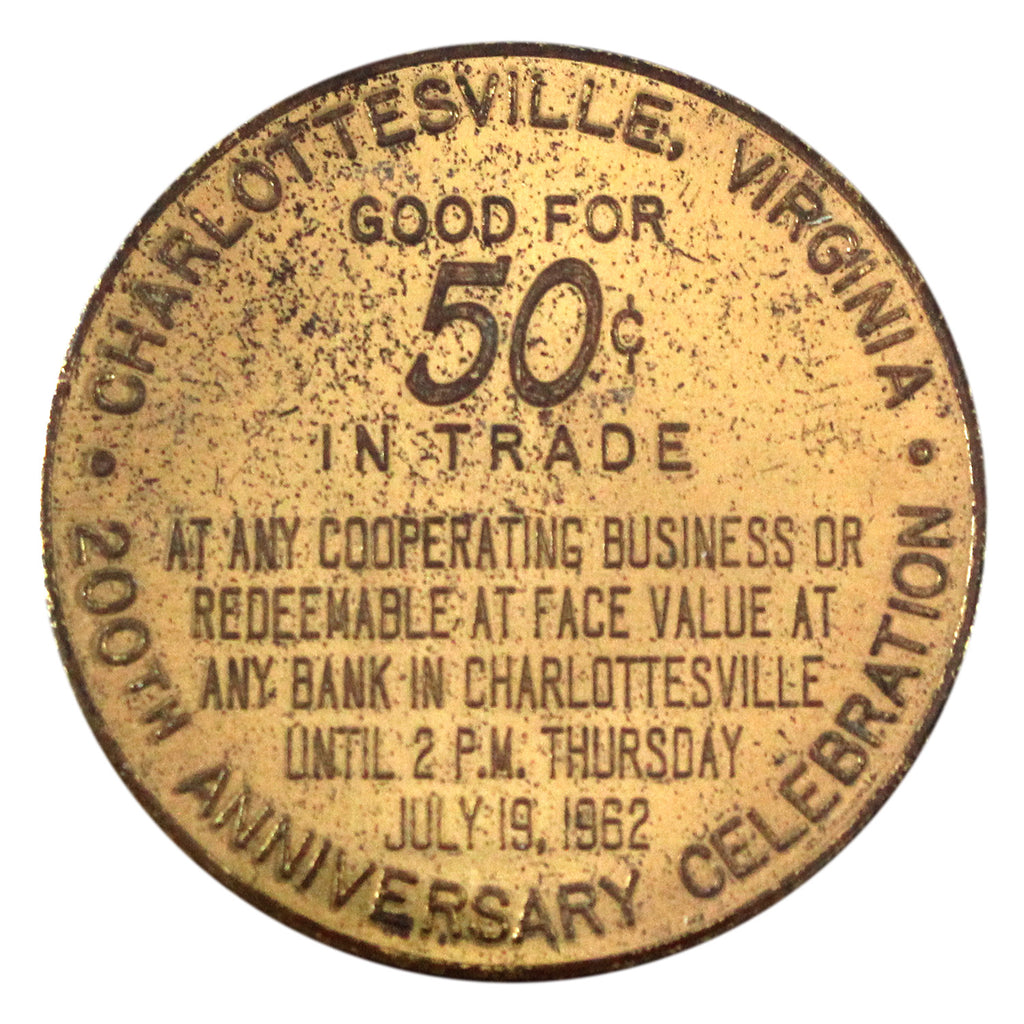 CHARLOTTESVILLE, VIRGINIA
GOOD FOR
50¢
IN TRADE
AT ANY COOPERATING BUSINESS OR
REDEEMABLE AT FACE VALUE AT
ANY BANK IN CHARLOTTESVILLE
UNTIL 2 P.M. THURSDAY
JULY 19, 1962
• 200TH ANNIVERSARY CELEBRATION •